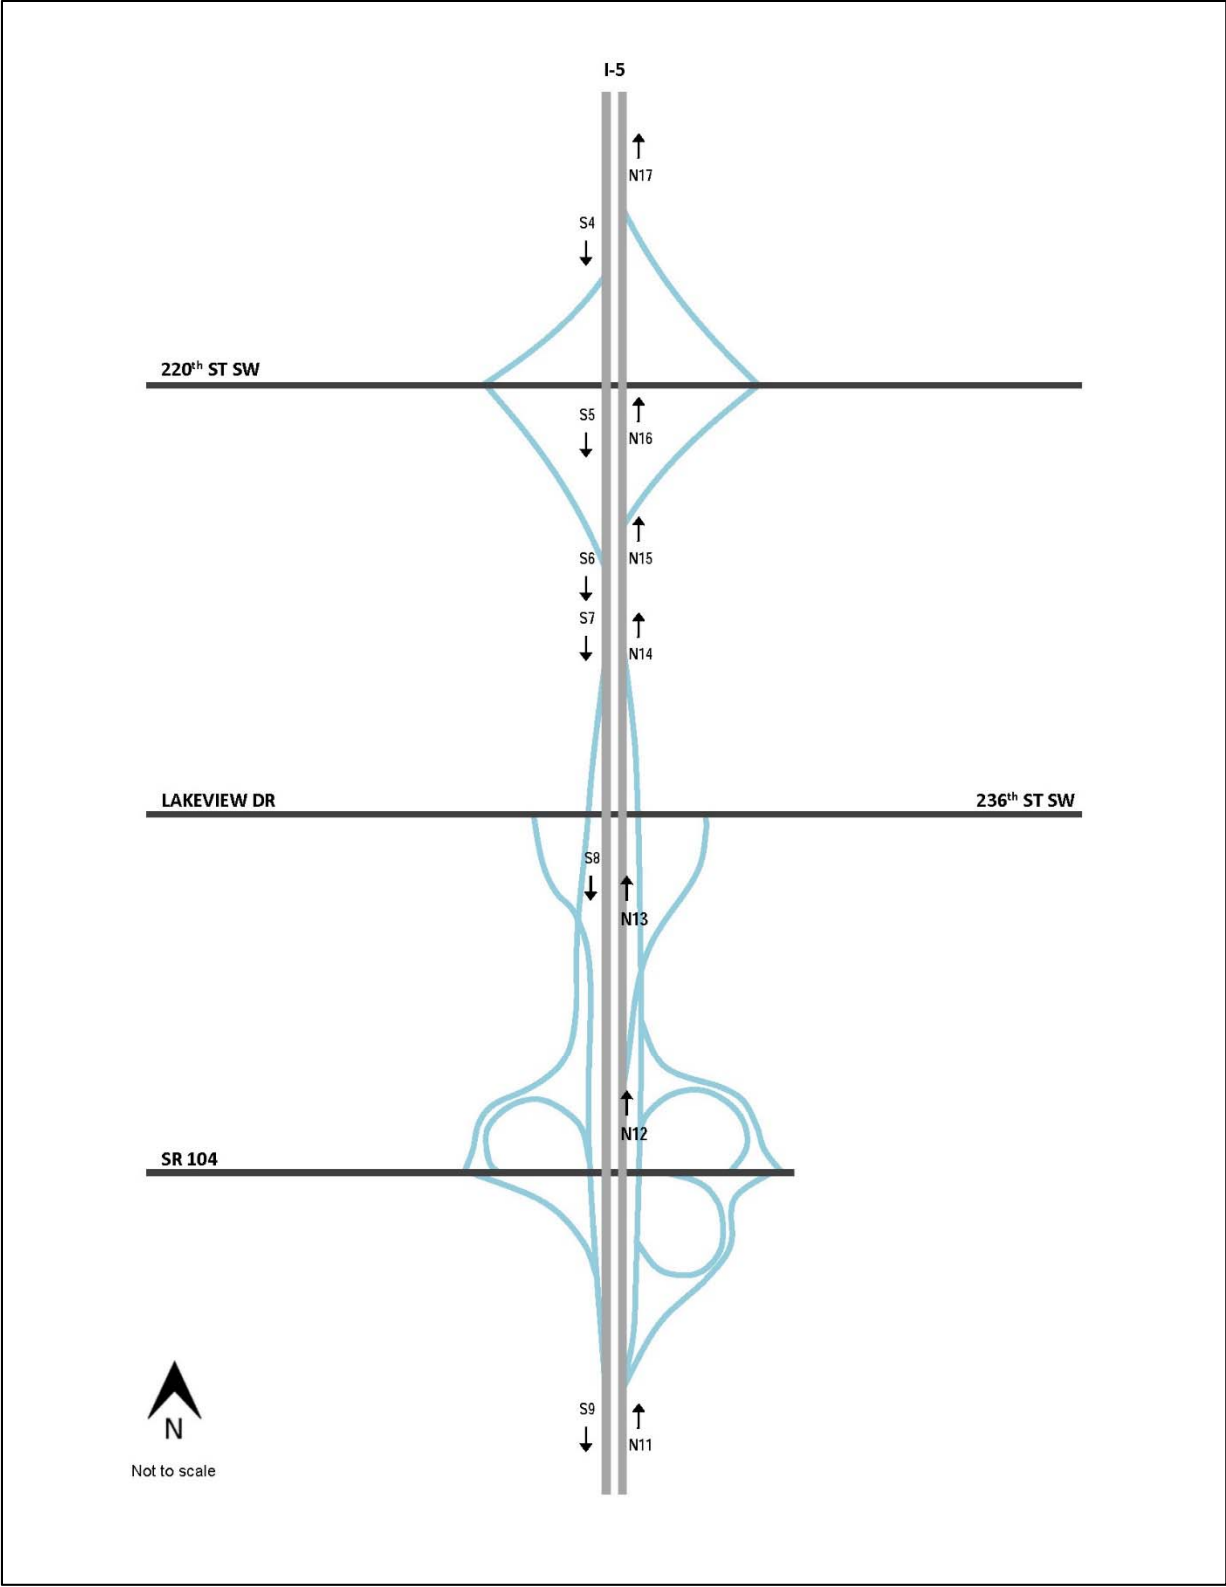 I-5
N17
S4
220th ST SW
S5
N16
S6
N15
S7
N14
LAKEVIEW DR
236th ST SW
S8
N13
N12
SR 104
S9
N11
N
Not to scale